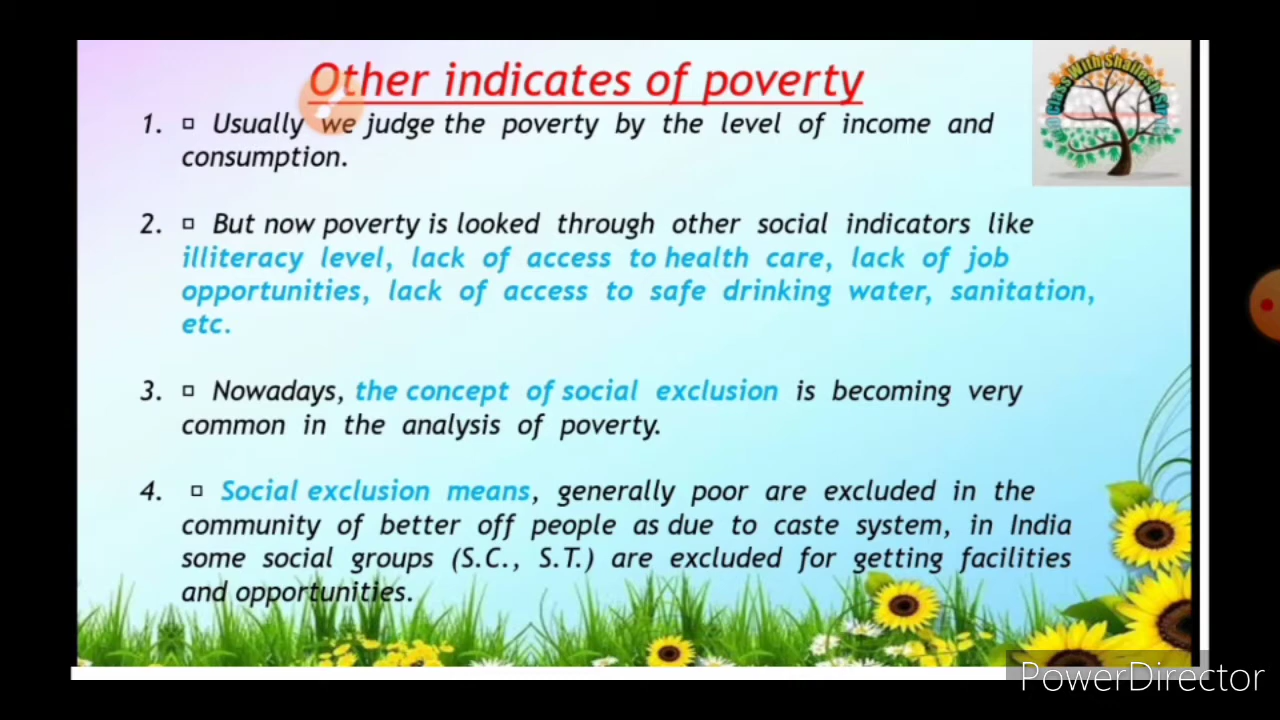 Other indicates of poverty
1. ▫ Usually we judge the poverty by the level of income and
consumption.
2. ▫ But now poverty is looked through other social indicators like
illiteracy level, lack of access to health care, lack of job
opportunities, lack of access to safe drinking water, sanitation,
etc.
3. ▫ Nowadays, the concept of social exclusion is becoming very
common in the analysis of poverty.
4. ▫ Social exclusion means, generally poor are excluded in the
community of better off people as due to caste system, in India
some social groups (S.C., S.T.) are excluded for getting facilities
and opportunities.
Class With Shailesh
PowerDirector